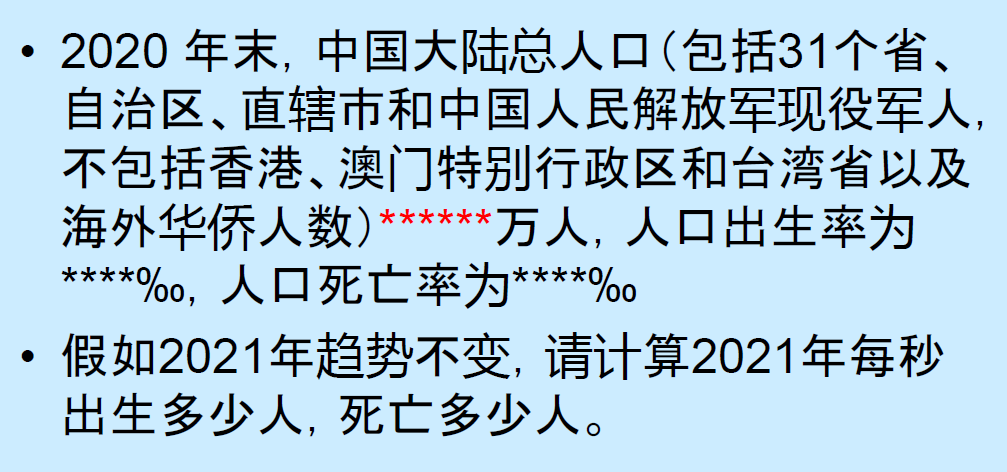 • 2020 年末，中国大陆总人口（包括31个省、
自治区、直辖市和中国人民解放军现役军人，
不包括香港、澳门特别行政区和台湾省以及
海外华侨人数）******万人，人口出生率为
****‰，人口死亡率为****‰
• 假如2021年趋势不变，请计算2021年每秒
出生多少人，死亡多少人。